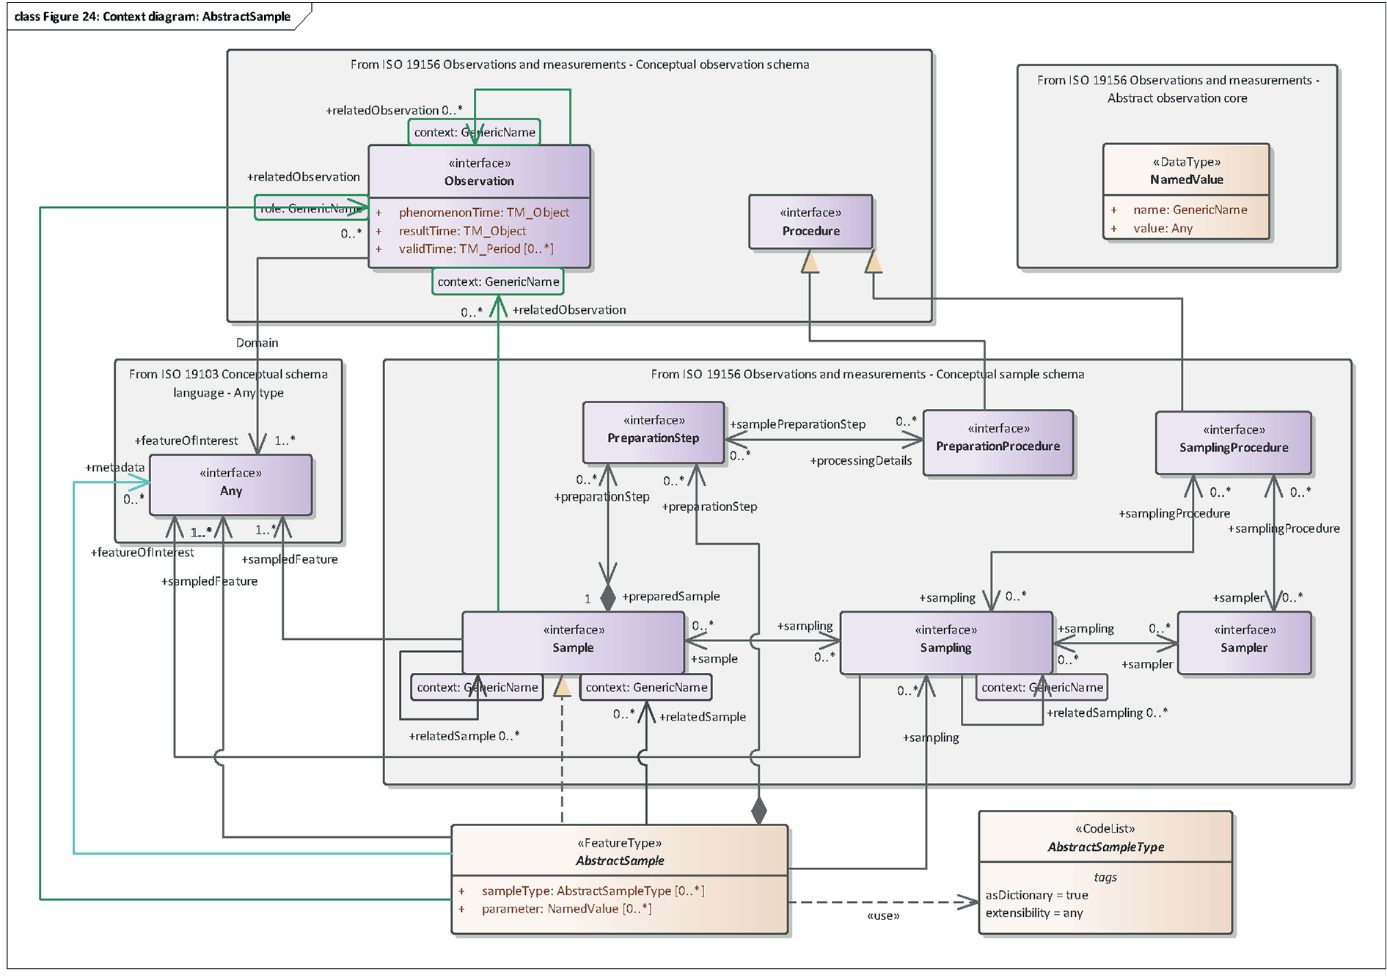 class Figure 24: Context diagram: AbstractSample
From ISO 19156 Observations and measurements - Conceptual observation schema
+relatedObservation 0..*
context: GenericName
«interface»
Observation
+ phenomenonTime: TM_Object
+ resultTime: TM_Object
+ validTime: TM_Period [0..*]
+relatedObservation
role: GenericName
0..*
context: GenericName
0..*
+relatedObservation
«interface»
Procedure
From ISO 19156 Observations and measurements -
Abstract observation core
«DataType»
NamedValue
+ name: GenericName
+ value: Any
Domain
From ISO 19103 Conceptual schema
language - Any type
+featureOfInterest
1..*
+metadata
0..*
«interface»
Any
+featureOfInterest
1..*
+sampledFeature
1..*
+sampledFeature
From ISO 19156 Observations and measurements - Conceptual sample schema
«interface»
PreparationStep
+samplePreparationStep
0..*
0..*
+processingDetails
«interface»
PreparationProcedure
«interface»
SamplingProcedure
0..*
+preparationStep
0..*
+preparationStep
0..*
+samplingProcedure
0..*
+samplingProcedure
1
+preparedSample
+sampling
0..*
+sampler
0..*
«interface»
Sample
0..*
+sample
+sampling
0..*
«interface»
Sampling
+sampling
0..*
0..*
+sampler
«interface»
Sampler
context: GenericName
context: GenericName
+relatedSample 0..*
0..*
+relatedSample
0..*
+sampling
context: GenericName
+relatedSampling 0..*
«FeatureType»
AbstractSample
+ sampleType: AbstractSampleType [0..*]
+ parameter: NamedValue [0..*]
«use»
«CodeList»
AbstractSampleType
tags
asDictionary = true
extensibility = any